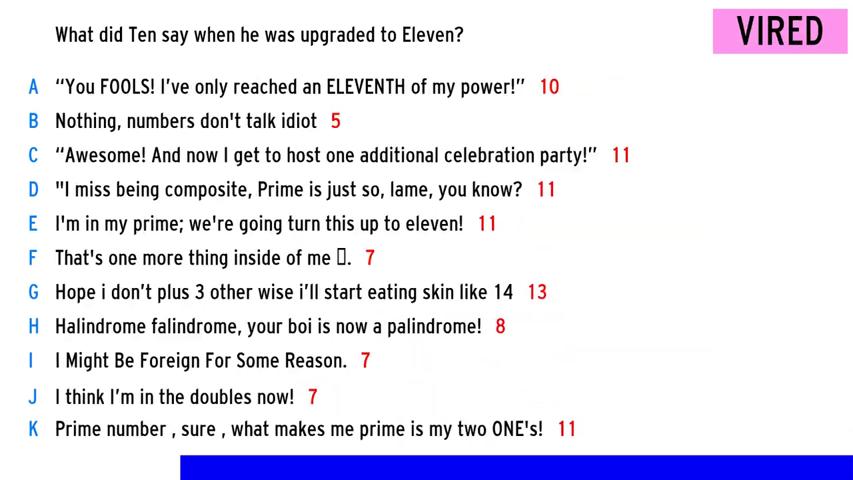 What did Ten say when he was upgraded to Eleven?
VIRED
A “You FOOLS! I’ve only reached an ELEVENTH of my power!” 10
B Nothing, numbers don't talk idiot 5
C “Awesome! And now I get to host one additional celebration party!” 11
D "I miss being composite, Prime is just so, lame, you know? 11
E I'm in my prime; we're going turn this up to eleven! 11
F That's one more thing inside of me ▯. 7
G Hope i don’t plus 3 other wise i’ll start eating skin like 14 13
H Halindrome falindrome, your boi is now a palindrome! 8
I I Might Be Foreign For Some Reason. 7
J I think I’m in the doubles now! 7
K Prime number , sure , what makes me prime is my two ONE's! 11